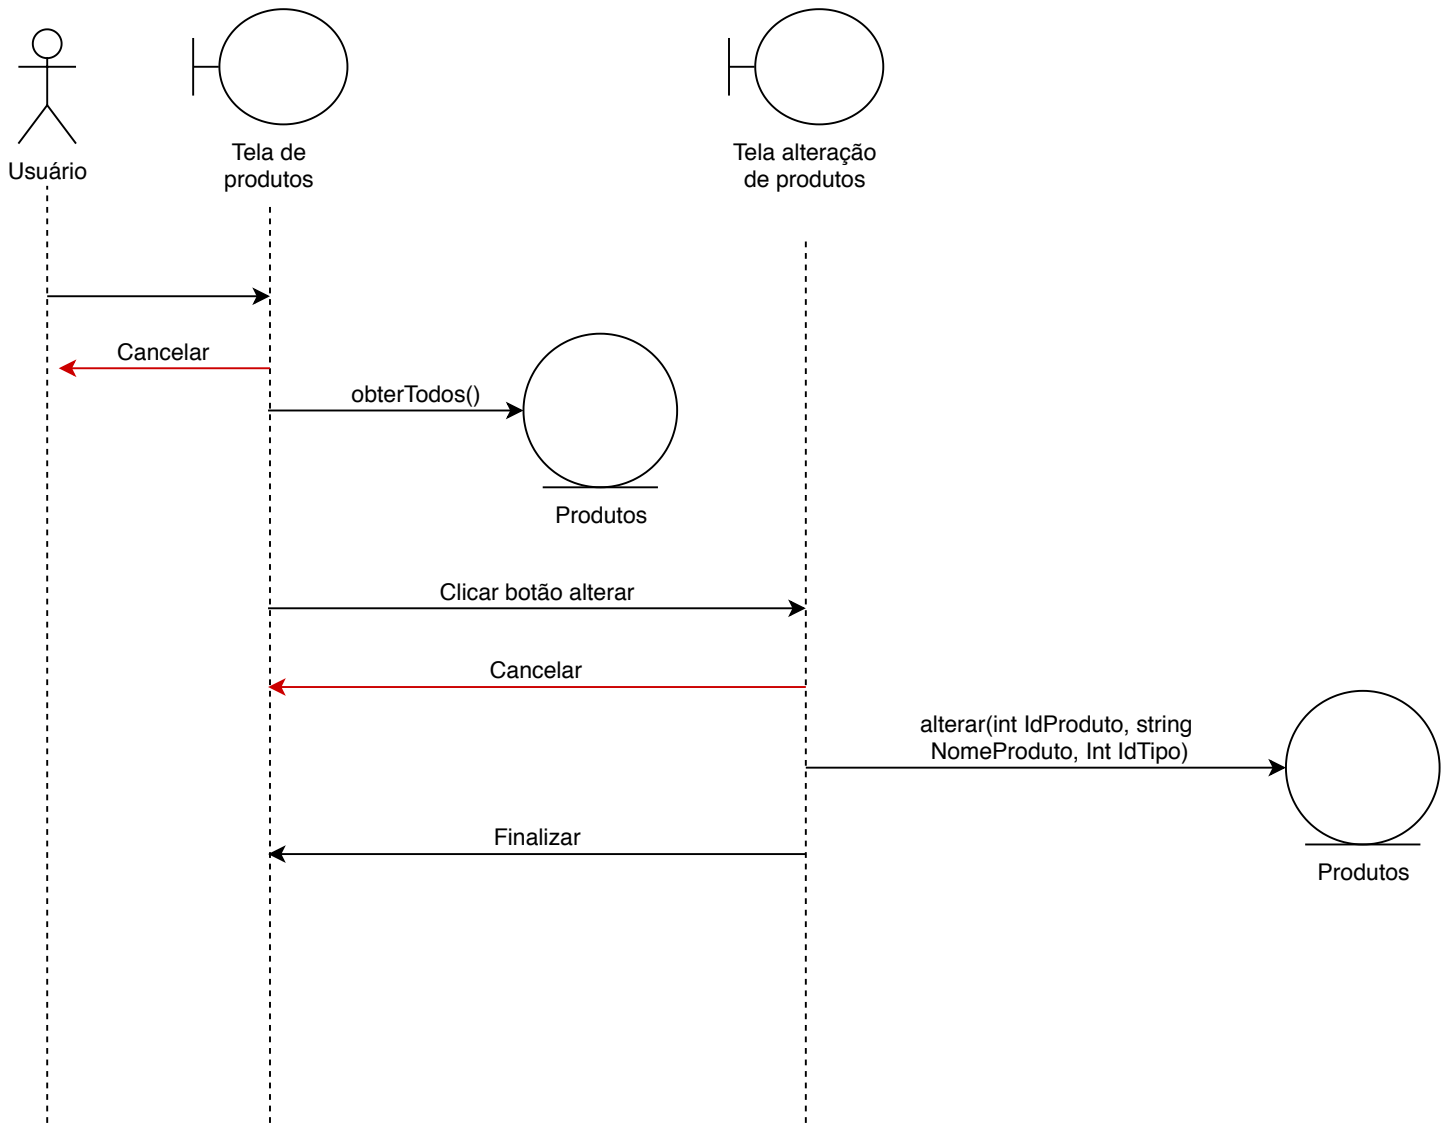 Usuário
Tela de
produtos
Tela alteração
de produtos
Cancelar
obterTodos()
Produtos
Clicar botão alterar
Cancelar
alterar(int IdProduto, string
NomeProduto, Int IdTipo)
Finalizar
Produtos